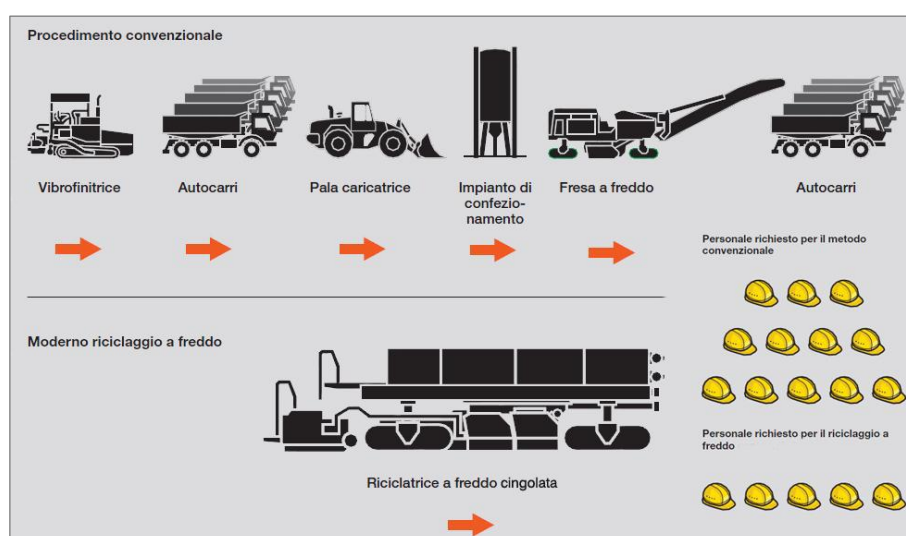 Procedimento convenzionale
Vibrofinitrice
Autocarri
Pala caricatrice
Impianto di
confezio-
namento
Fresa a freddo
Autocarri
Personale richiesto per il metodo
convenzionale
Moderno riciclaggio a freddo
Personale richiesto per il riciclaggio a
freddo
Riciclatrice a freddo cingolata